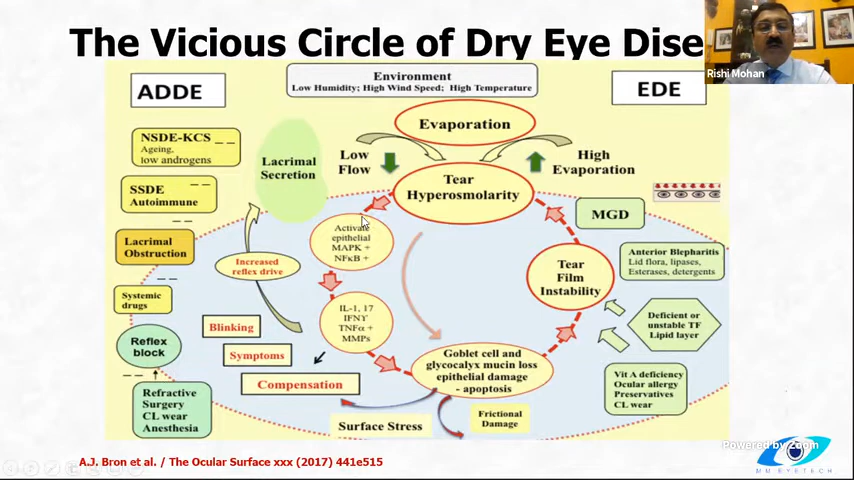 The Vicious Circle of Dry Eye Dise
Rishi Mohan
ADDE
Environment
Low Humidity; High Wind Speed; High Temperature
EDE
Evaporation
NSDE-KCS
Ageing,
low androgens
Lacrimal
Secretion
Low
Flow
High
Evaporation
Tear
Hyperosmolarity
SSDE
Autoimmune
MGD
Activate
epithelial
MAPK +
NFκB +
Lacrimal
Obstruction
Anterior Blepharitis
Lid flora, lipases,
Esterases, detergents
Increased
reflex drive
Tear
Film
Instability
Systemic
drugs
IL-1, 17
IFNϒ
TNFα +
MMPs
Deficient or
unstable TF
Lipid layer
Blinking
Reflex
block
Symptoms
Goblet cell and
glycocalyx mucin loss
epithelial damage
- apoptosis
Compensation
Vit A deficiency
Ocular allergy
Preservatives
CL wear
Refractive
Surgery
CL wear
Anesthesia
Surface Stress
Frictional
Damage
Powered by Zoom
A.J. Bron et al. / The Ocular Surface xxx (2017) 441e515
MU EYETECH